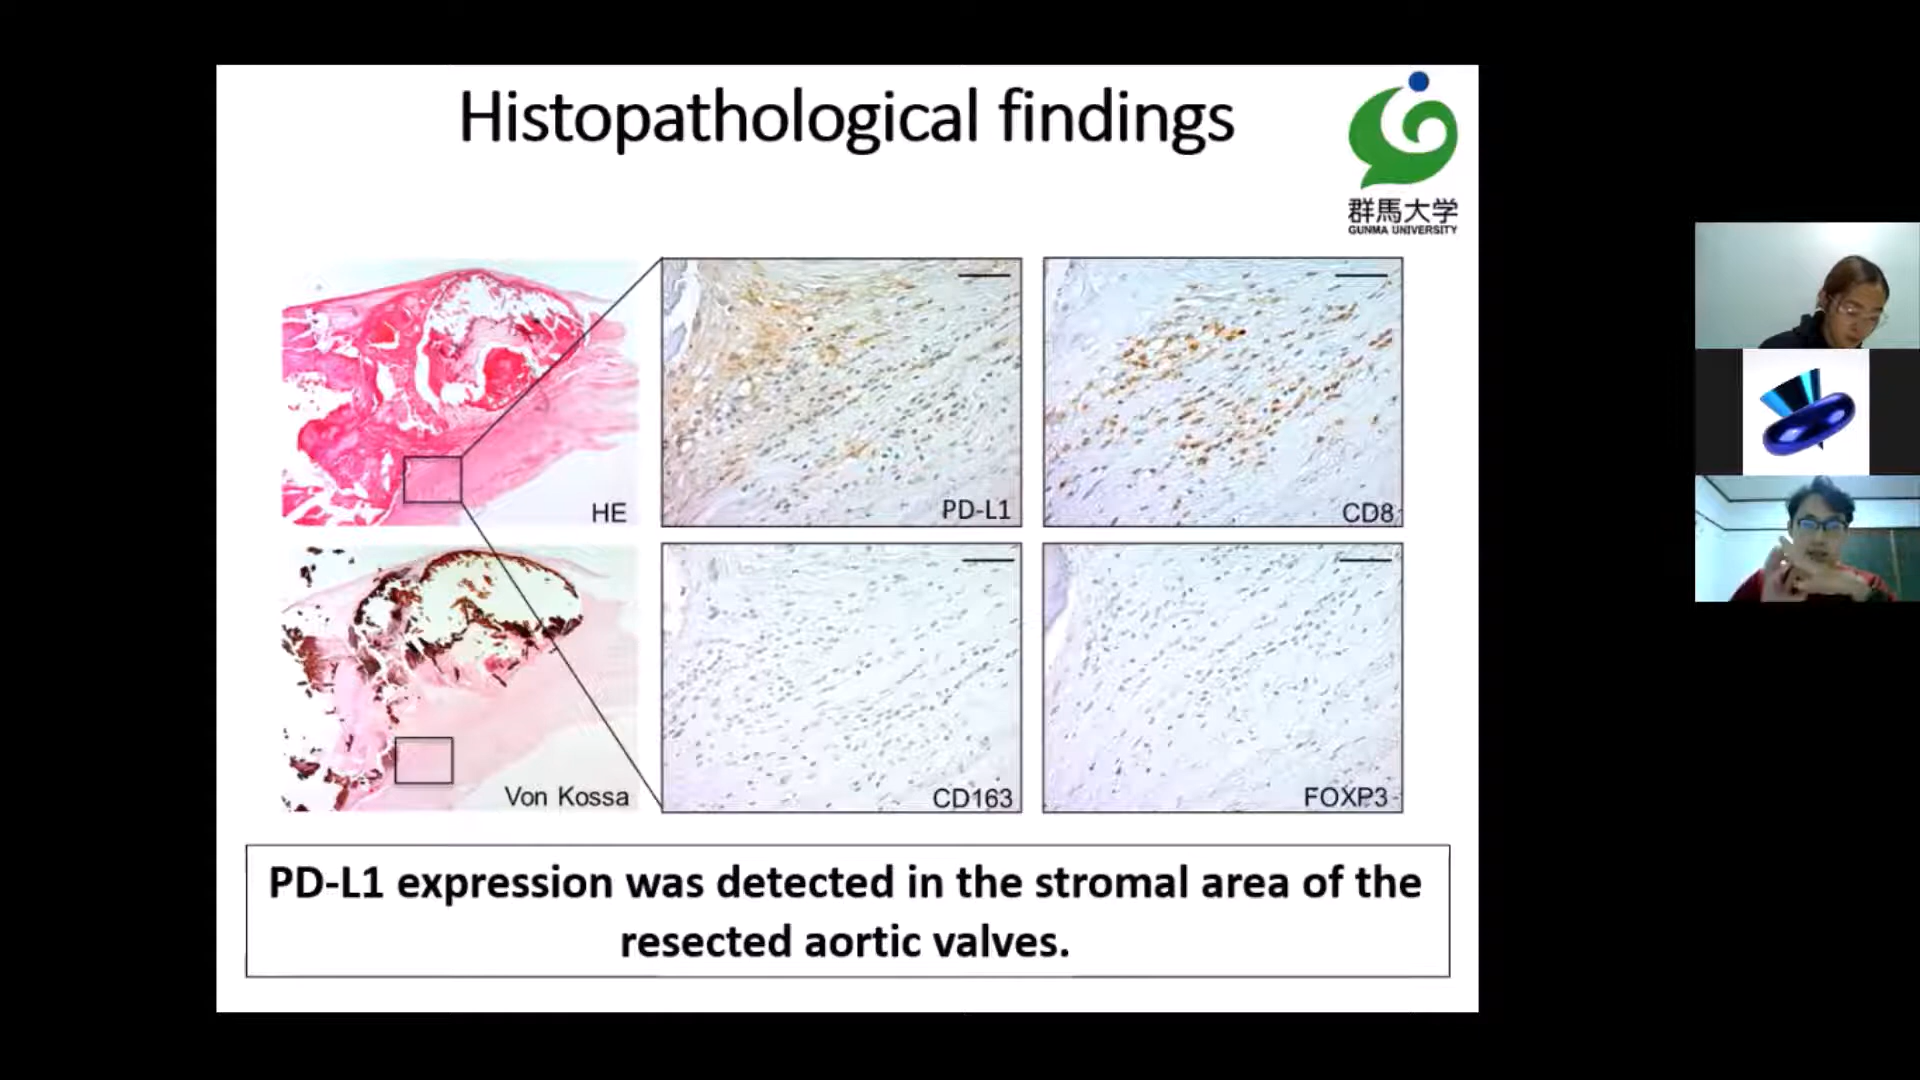 Histopathological findings
群馬大学
GUNMA UNIVERSITY
HE
PD-L1
CD8
Von Kossa
CD163
FOXP3
PD-L1 expression was detected in the stromal area of the
resected aortic valves.